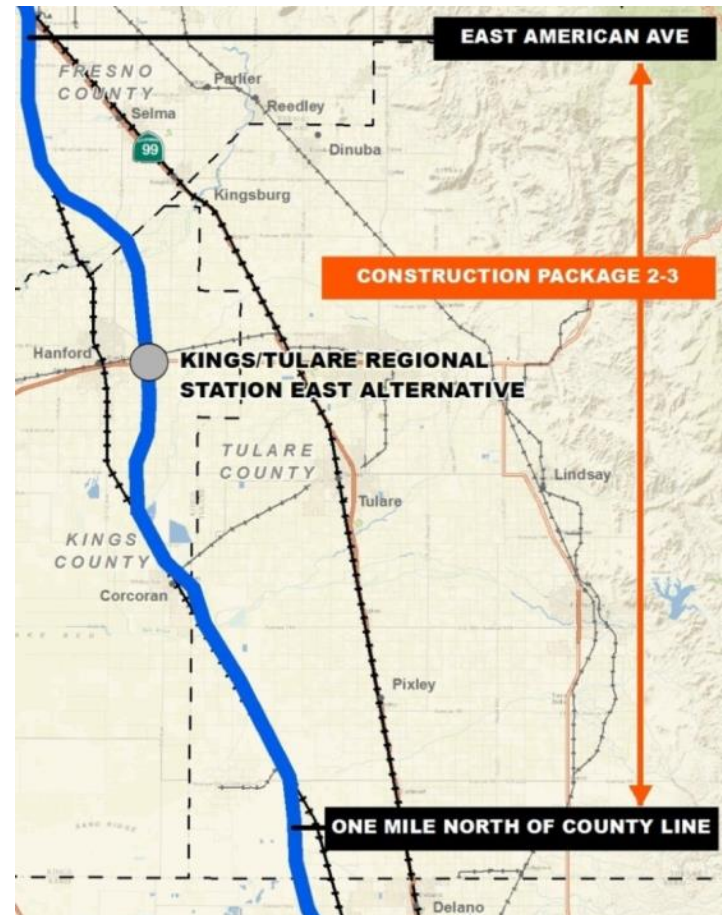 EAST AMERICAN AVE
FRESNO
COUNTY
Parlier
Reedley
Selma
99
Dinuba
Kingsburg
CONSTRUCTION PACKAGE 2-3
Hanford
KINGS/TULARE REGIONAL
STATION EAST ALTERNATIVE
TULARE
COUNTY
Lindsay
Tulare
KINGS
COUNTY
Corcoran
Pixley
ONE MILE NORTH OF COUNTY LINE
Delano